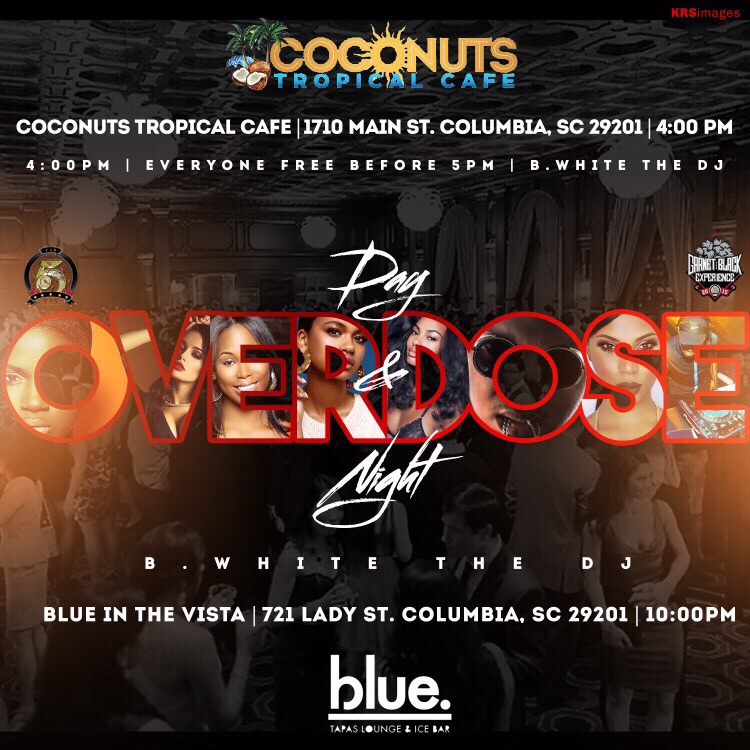 KRSimages
COCONUTS
TROPICAL CAFE
COCONUTS TROPICAL CAFE | 1710 MAIN ST. COLUMBIA, SC 29201 | 4:00 PM
4:00PM | EVERYONE FREE BEFORE 5PM | B.WHITE THE DJ
Day
5
GARNET & BLACK
EXPERIENCE
2015
OVERDOSE
&
Night
B.WHITE THE DJ
BLUE IN THE VISTA | 721 LADY ST. COLUMBIA, SC 29201 | 10:00PM
blue.
TAPAS LOUNGE & ICE BAR